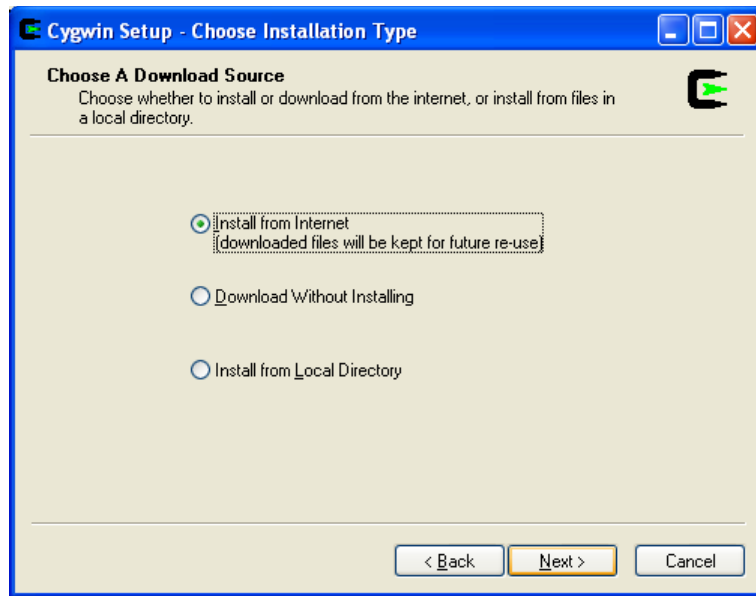 Cygwin Setup - Choose Installation Type
Choose A Download Source
Choose whether to install or download from the internet, or install from files in
a local directory.
Install from Internet
(downloaded files will be kept for future re-use)
Download Without Installing
Install from Local Directory
< Back
Next >
Cancel